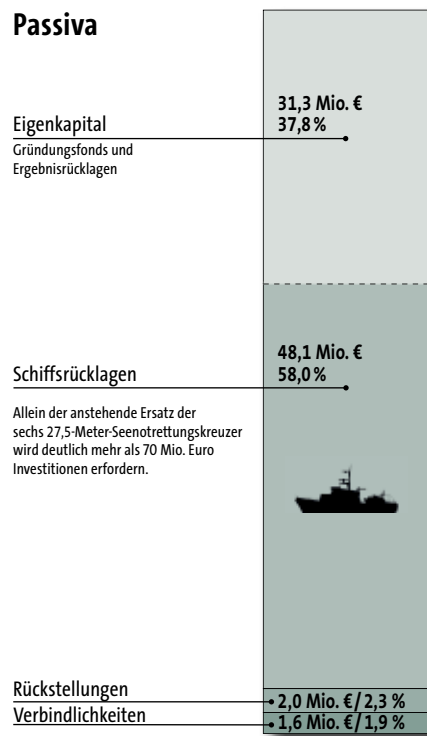 Passiva
31,3 Mio. €
37,8 %
Eigenkapital
Gründungsfonds und
Ergebnisrücklagen
48,1 Mio. €
58,0 %
Schiffsrücklagen
Allein der anstehende Ersatz der
sechs 27,5-Meter-Seenotrettungskreuzer
wird deutlich mehr als 70 Mio. Euro
Investitionen erfordern.
Rückstellungen
2,0 Mio. € / 2,3 %
Verbindlichkeiten
1,6 Mio. € / 1,9 %